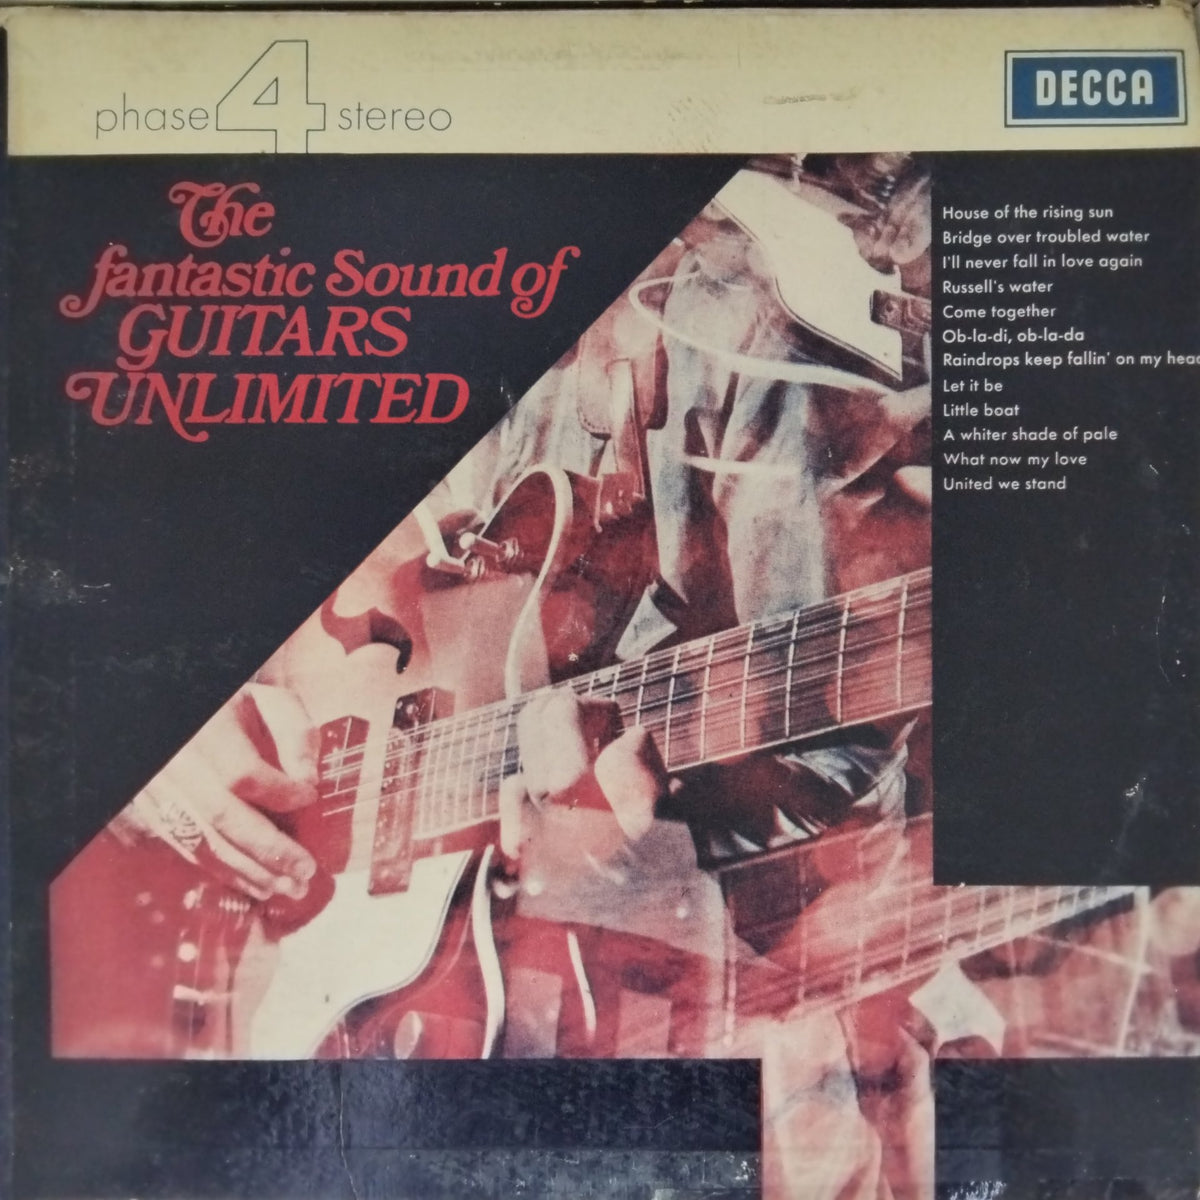 phase 4 stereo
DECCA
The
fantastic Sound of
GUITARS
UNLIMITED
House of the rising sun
Bridge over troubled water
I'll never fall in love again
Russell's water
Come together
Ob-la-di, ob-la-da
Raindrops keep fallin' on my head
Let it be
Little boat
A whiter shade of pale
What now my love
United we stand